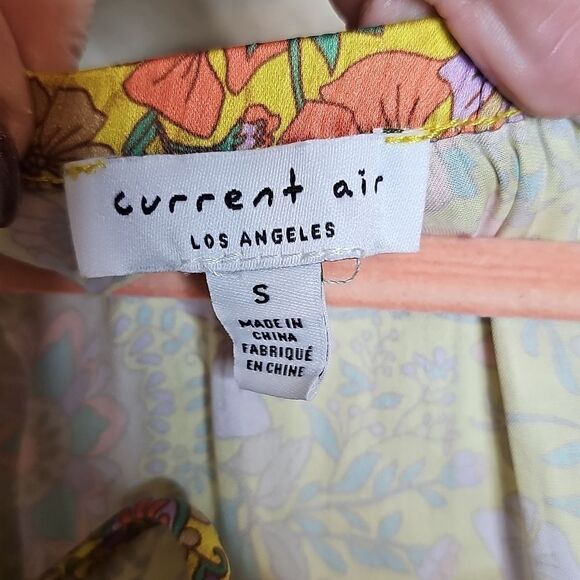 current air
LOS ANGELES
S
MADE IN
CHINA
FABRIQUÉ
EN CHINE